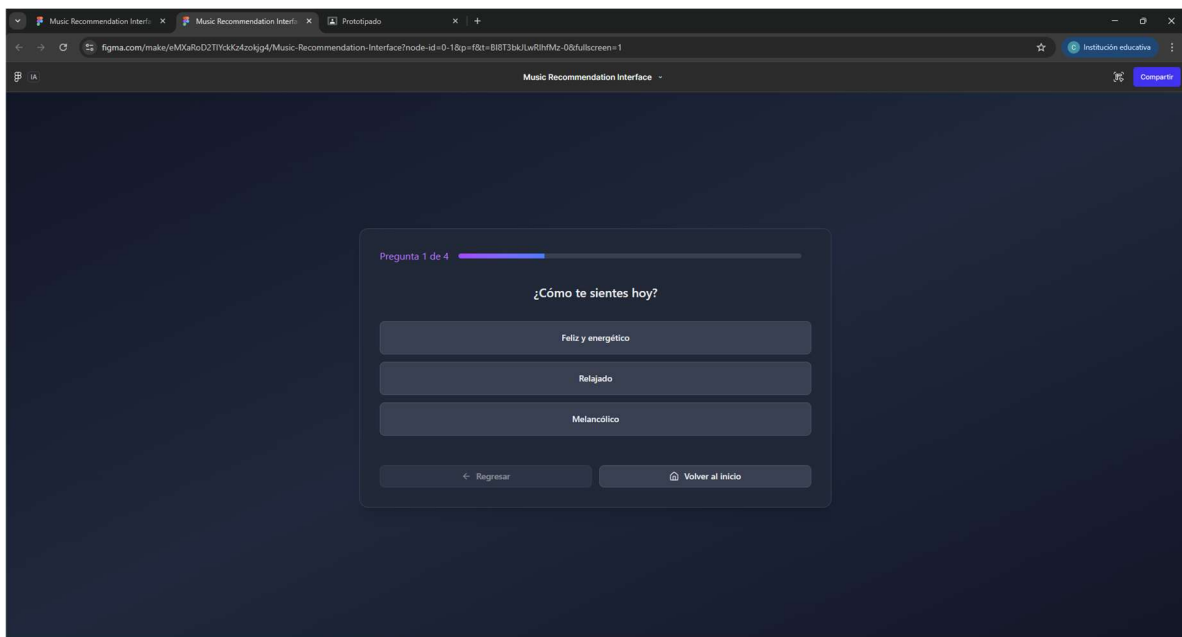 Music Recommendation Interfa
Music Recommendation Interfa
Prototipado
figma.com/make/eMXaRoD2TIYckKz4zokjg4/Music-Recommendation-Interface?node-id=0-1&p=f&t=BI8T3bkJLwRlhfMz-0&fullscreen=1
C Institución educativa
IA
Music Recommendation Interface
Compartir
Pregunta 1 de 4
¿Cómo te sientes hoy?
Feliz y energético
Relajado
Melancólico
← Regresar
Volver al inicio